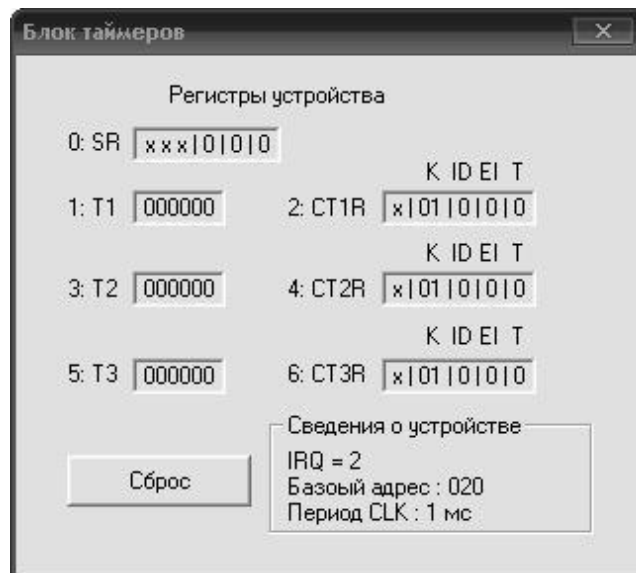 Блок таймеров
Регистры устройства
0: SR x x x|0|0|0
K ID EI T
1: T1 000000 2: CT1R x|01|0|0|0
K ID EI T
3: T2 000000 4: CT2R x|01|0|0|0
K ID EI T
5: T3 000000 6: CT3R x|01|0|0|0
Сведения о устройстве
IRQ = 2
Базоый адрес : 020
Период CLK : 1 мс
Сброс